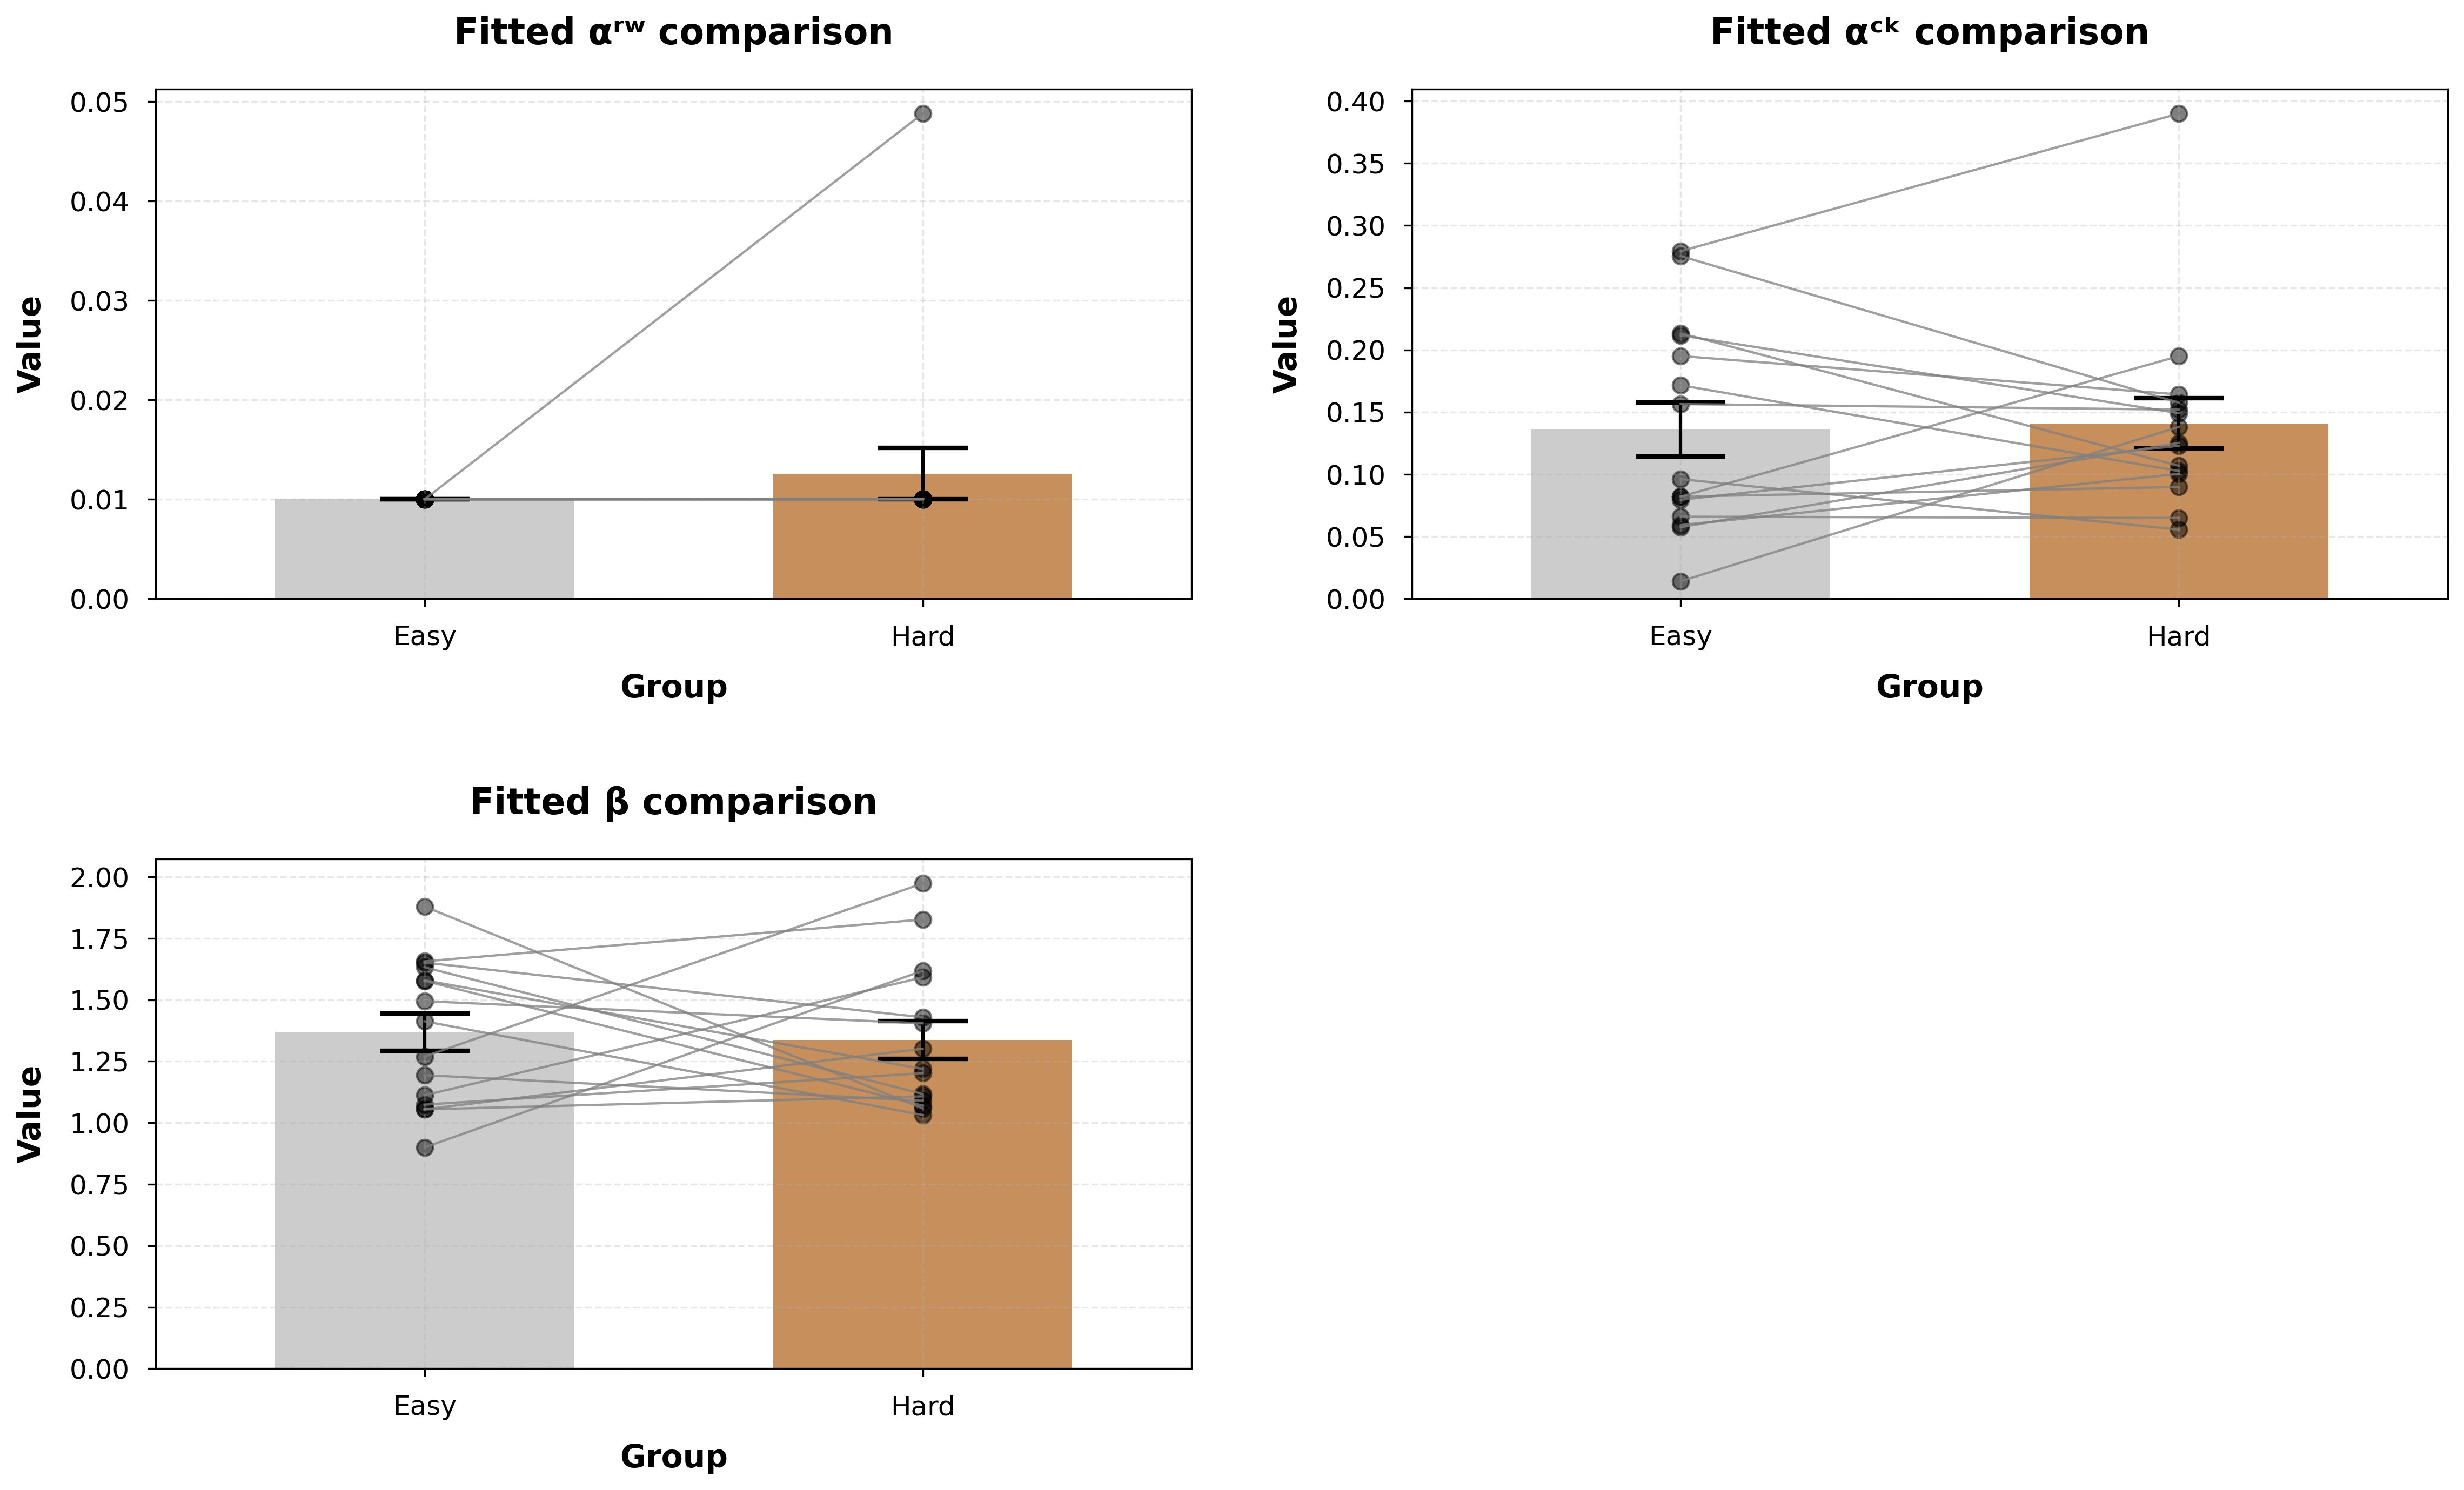 Fitted αʳʷ comparison
Value
0.05
0.04
0.03
0.02
0.01
0.00
Easy Hard
Group
Fitted αᶜᵏ comparison
Value
0.40
0.35
0.30
0.25
0.20
0.15
0.10
0.05
0.00
Easy Hard
Group
Fitted β comparison
Value
2.00
1.75
1.50
1.25
1.00
0.75
0.50
0.25
0.00
Easy Hard
Group